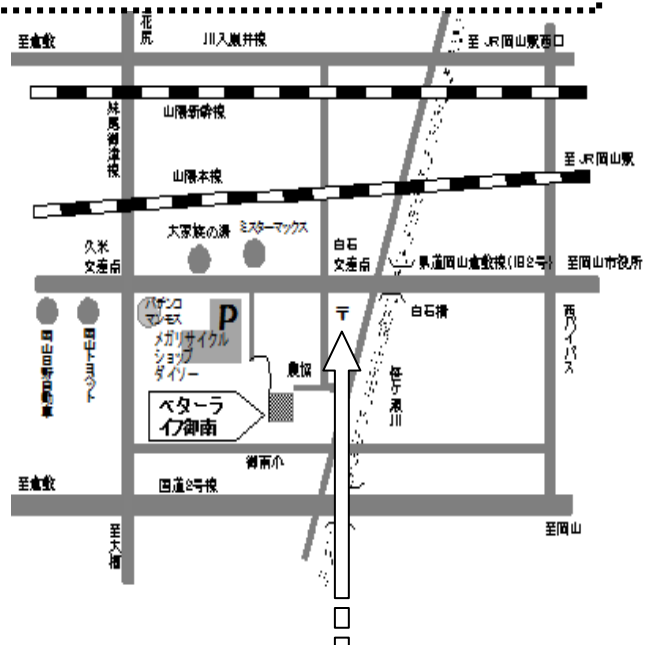 花尻
至倉敷
川入巌井線
至 JR岡山駅西口
妹尾御津線
山陽新幹線
至 JR岡山駅
山陽本線
大家族の湯
ミスターマックス
久米交差点
白石交差点
県道岡山倉敷線(旧2号)
至岡山市役所
パチンコ
マンモス
P
〒
白石橋
西バイパス
岡山日野自動車
岡山トヨペット
メガリサイクル
ショップ
ダイソー
農協
笹ヶ瀬川
ベターラ
イフ御南
御南小
至倉敷
国道2号線
至岡山